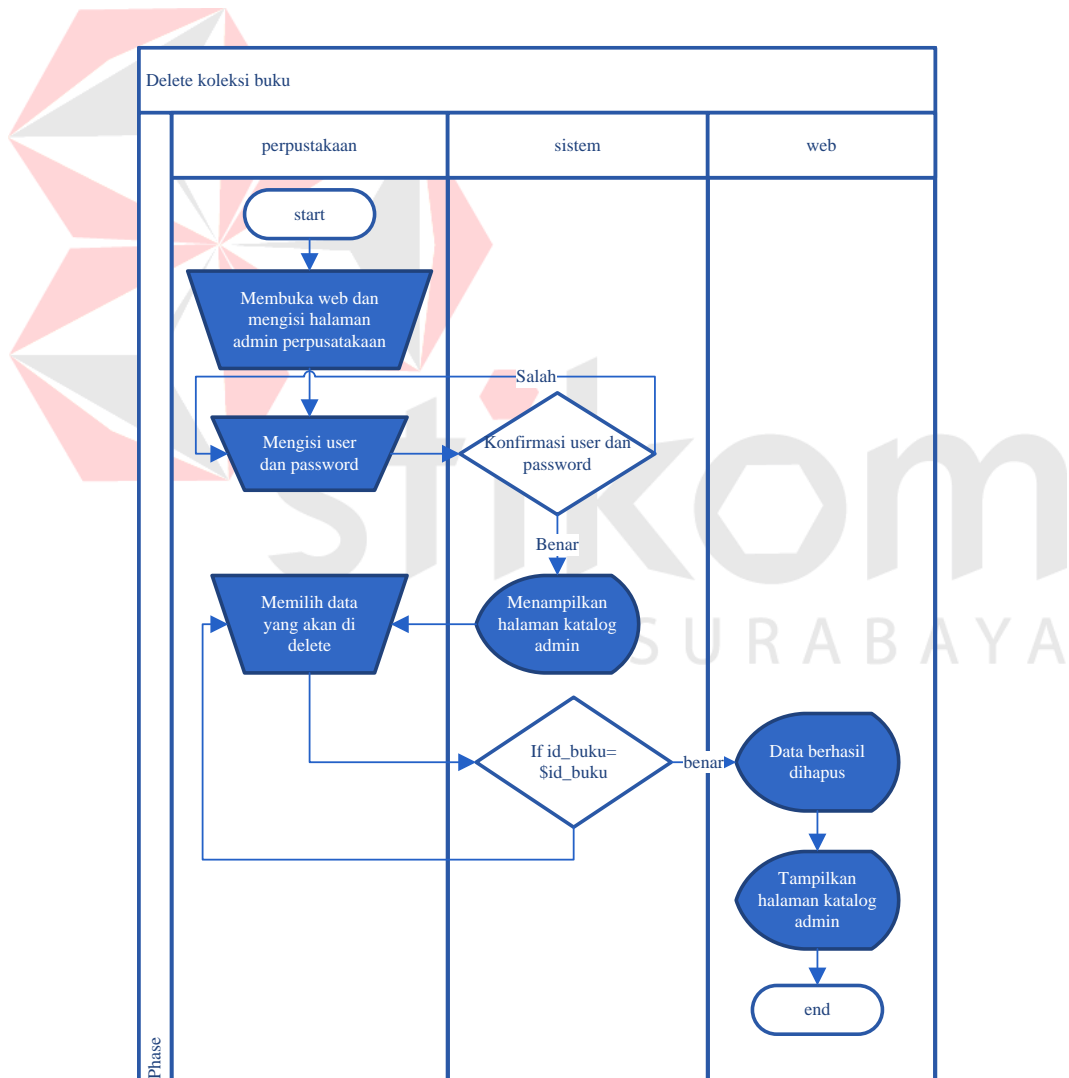 Delete koleksi buku
perpustakaan
sistem
web
start
Membuka web dan
mengisi halaman
admin perpusatakaan
Salah
Mengisi user
dan password
Konfirmasi user dan
password
Benar
Memilih data
yang akan di
delete
Menampilkan
halaman katalog
admin
If id_buku=
$id_buku
benar
Data berhasil
dihapus
Tampilkan
halaman katalog
admin
end
Phase
stikom
SURABAYA